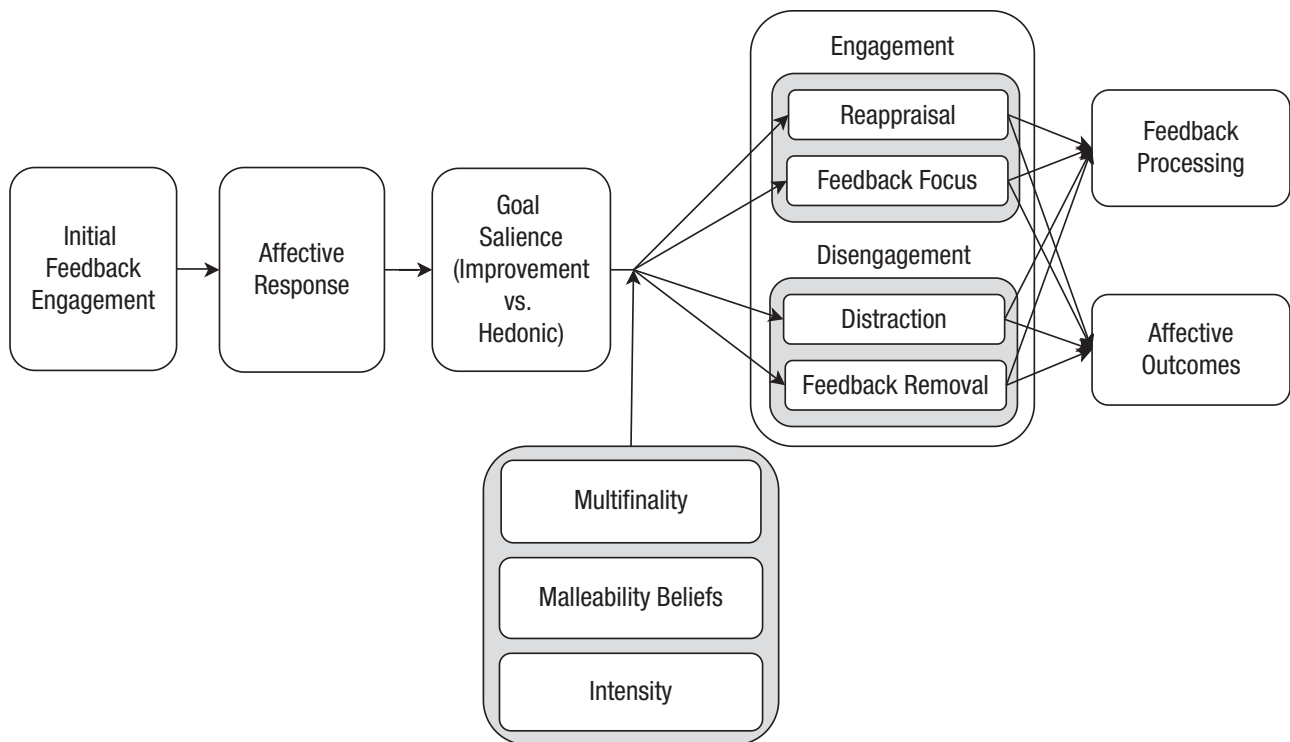 Initial
Feedback
Engagement
Affective
Response
Goal
Salience
(Improvement
vs.
Hedonic)
Engagement
Reappraisal
Feedback Focus
Disengagement
Distraction
Feedback Removal
Feedback
Processing
Affective
Outcomes
Multifinality
Malleability Beliefs
Intensity